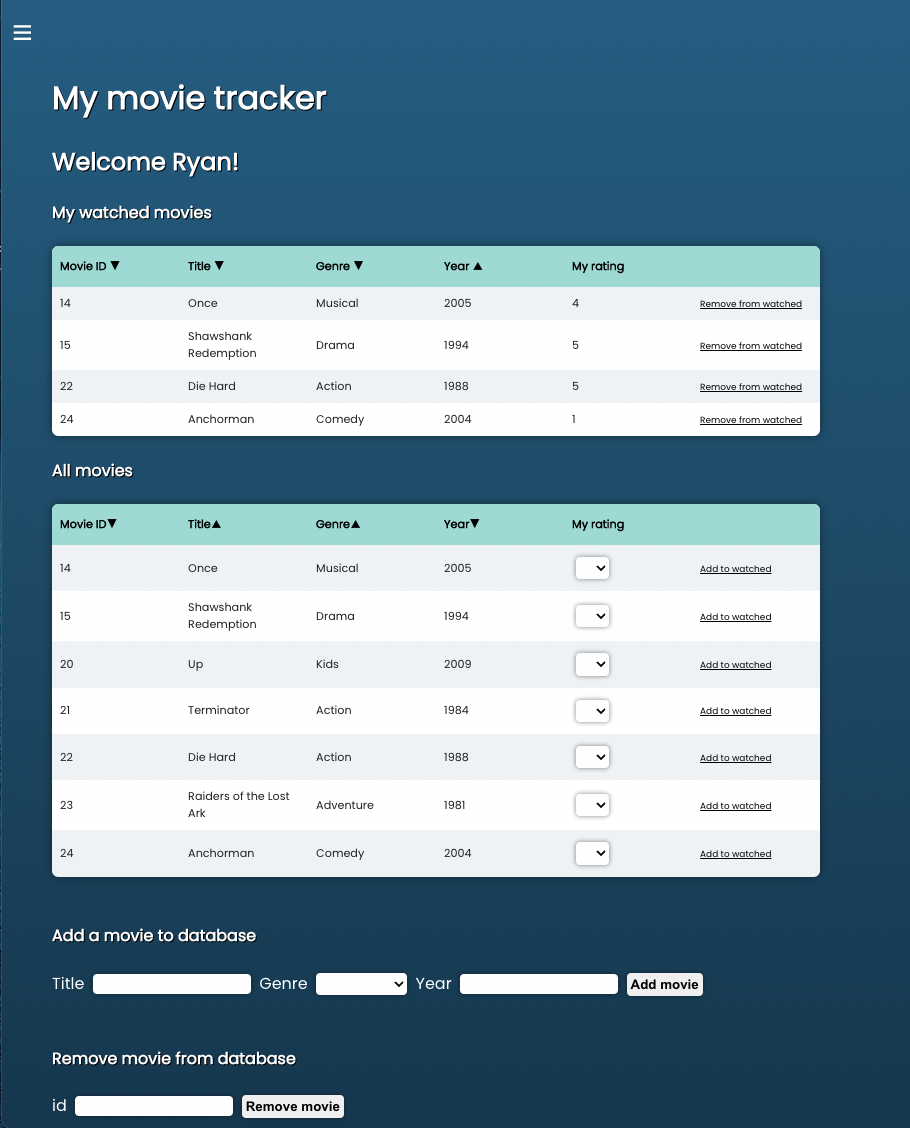 My movie tracker
Welcome Ryan!
My watched movies
Movie ID ▼ Title ▼ Genre ▼ Year ▲ My rating
14 Once Musical 2005 4 Remove from watched
15 Shawshank Redemption Drama 1994 5 Remove from watched
22 Die Hard Action 1988 5 Remove from watched
24 Anchorman Comedy 2004 1 Remove from watched
All movies
Movie ID▼ Title▲ Genre▲ Year▼ My rating
14 Once Musical 2005 Add to watched
15 Shawshank Redemption Drama 1994 Add to watched
20 Up Kids 2009 Add to watched
21 Terminator Action 1984 Add to watched
22 Die Hard Action 1988 Add to watched
23 Raiders of the Lost Ark Adventure 1981 Add to watched
24 Anchorman Comedy 2004 Add to watched
Add a movie to database
Title Genre Year Add movie
Remove movie from database
id Remove movie